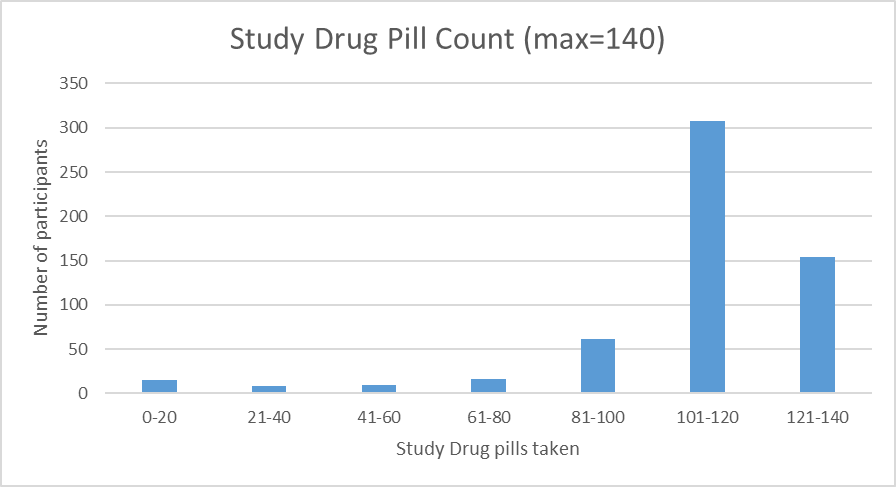 Study Drug Pill Count (max=140)
350
300
250
200
150
100
50
0
Number of participants
0-20 21-40 41-60 61-80 81-100 101-120 121-140
Study Drug pills taken